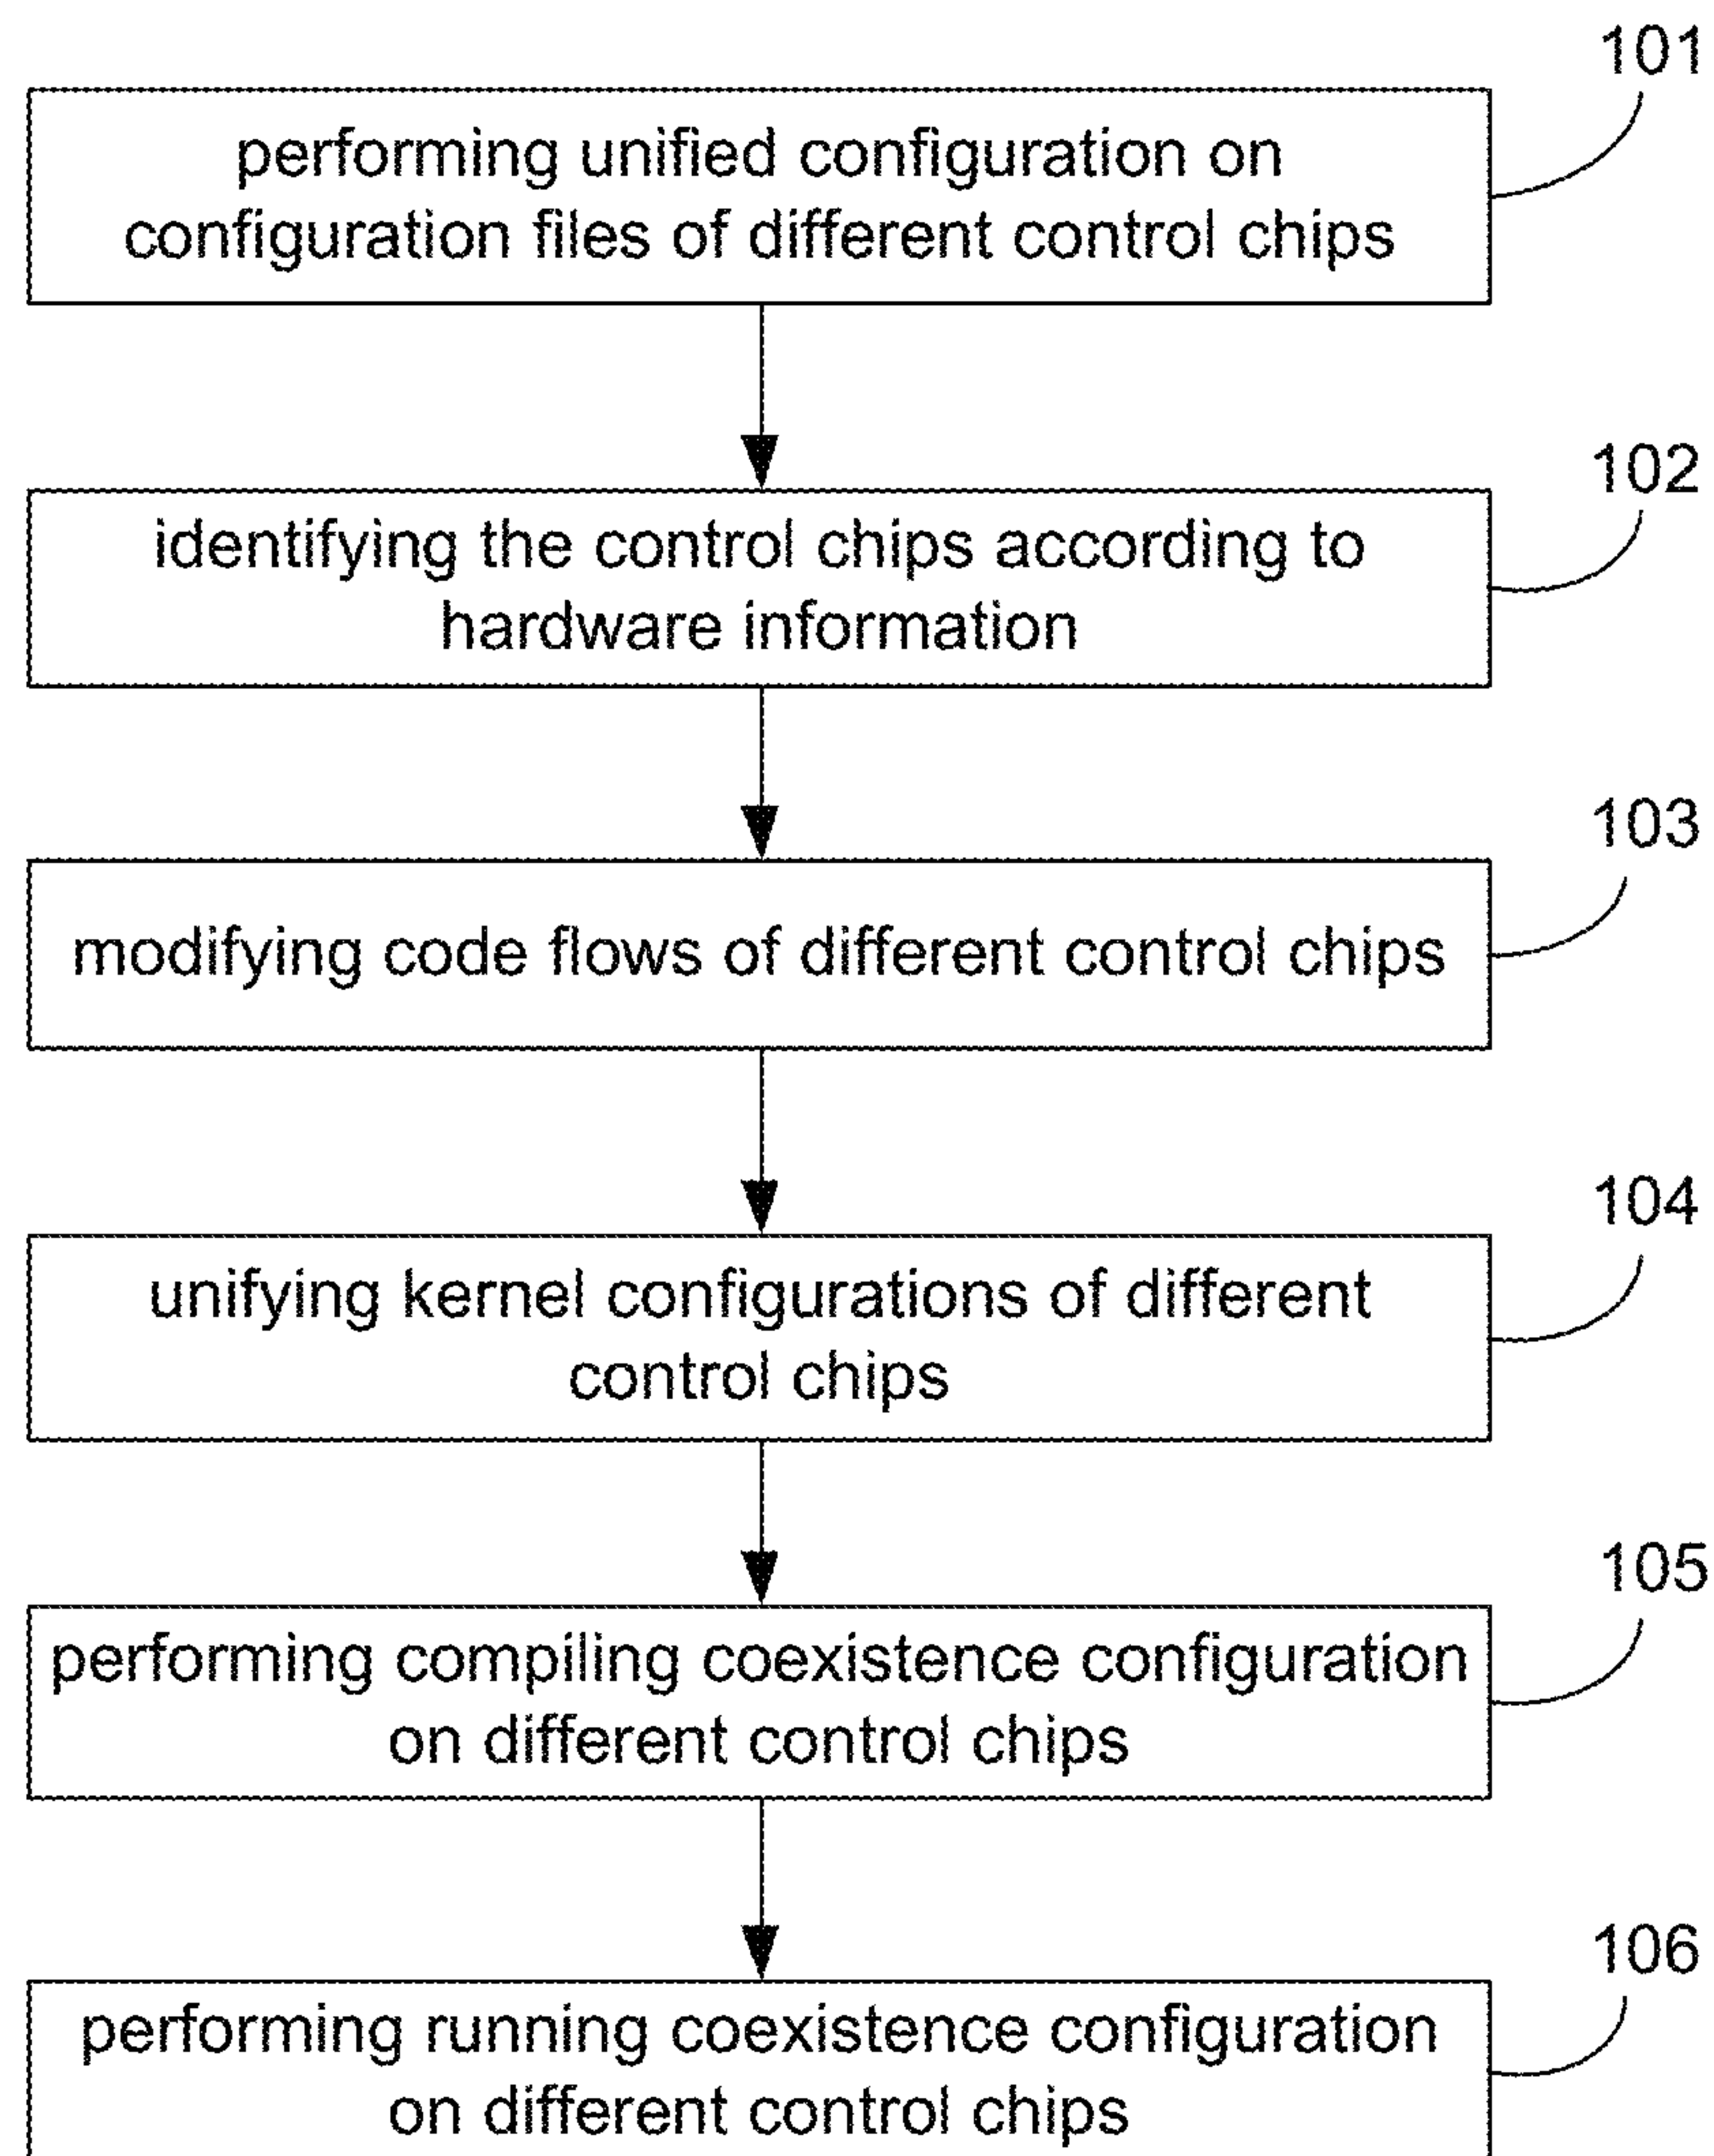 101
performing unified configuration on
configuration files of different control chips
102
identifying the control chips according to
hardware information
103
modifying code flows of different control chips
104
unifying kernel configurations of different
control chips
105
performing compiling coexistence configuration
on different control chips
106
performing running coexistence configuration
on different control chips